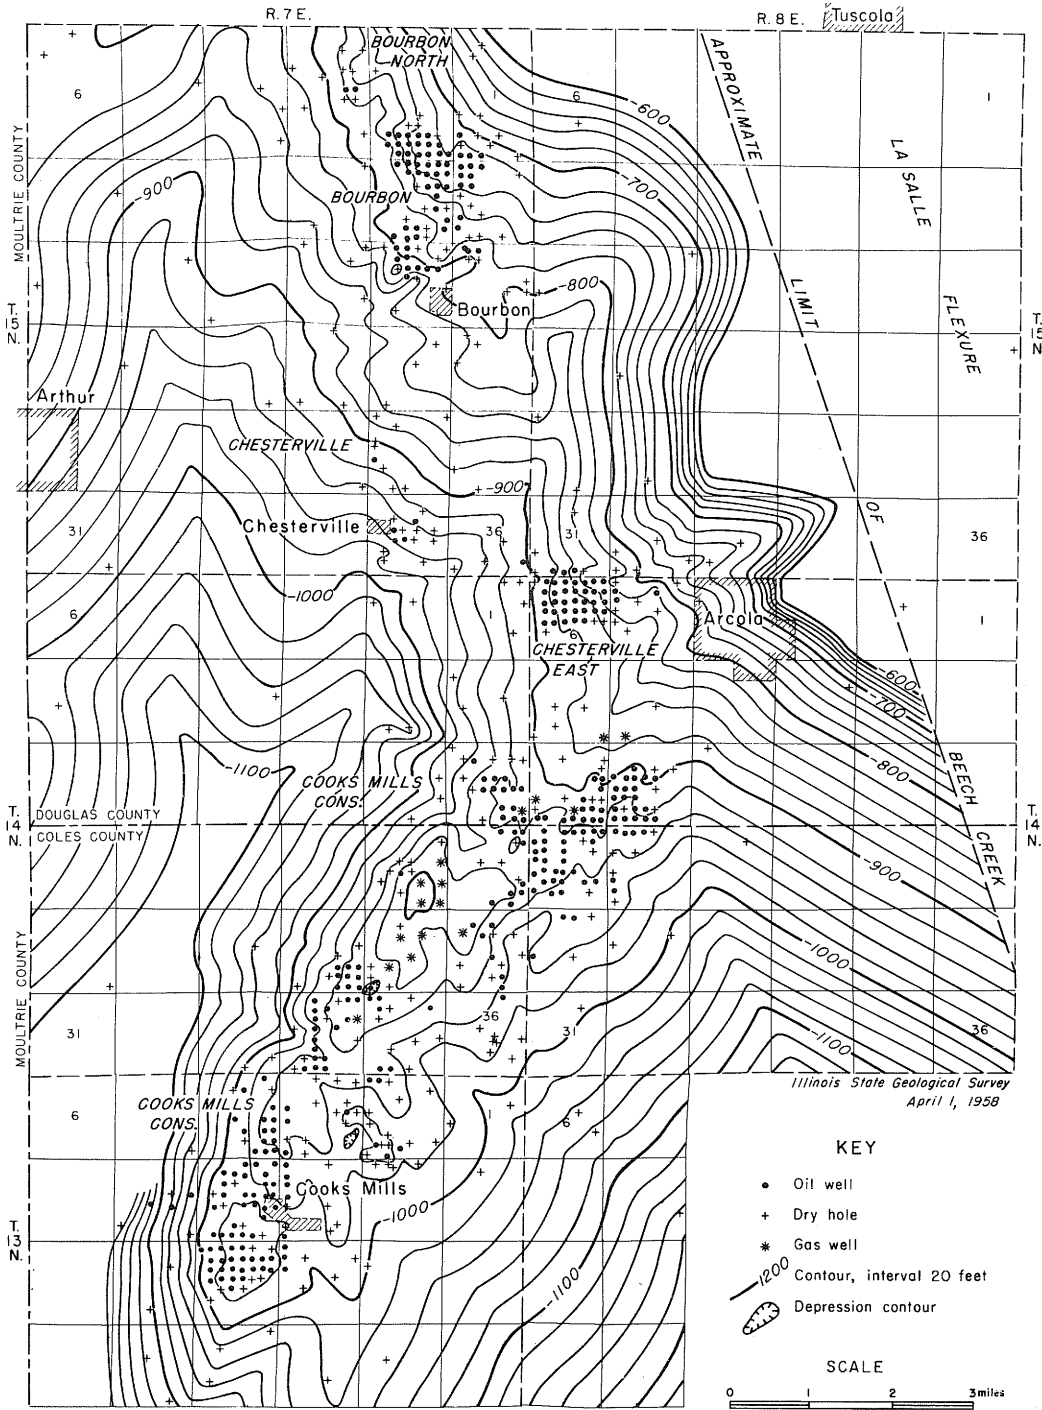 R. 7 E.
R. 8 E.
Tuscola
BOURBON
NORTH
6
1
6
1
-600
APPROXIMATE
LIMIT
OF
LA SALLE
FLEXURE
MOULTRIE COUNTY
-700
-900
BOURBON
-800
Bourbon
T.
15
N.
T.
15
N
Arthur
CHESTERVILLE
-900
31
Chesterville
36
31
36
-1000
6
1
6
Arcola
1
CHESTERVILLE
EAST
-600
-700
-1100
COOKS MILLS
CONS.
-800
BEECH
CREEK
T.
14
N.
DOUGLAS COUNTY
COLES COUNTY
T.
14
N.
-900
-1000
MOULTRIE COUNTY
31
36
31
36
-1100
Illinois State Geological Survey
April 1, 1958
6
COOKS MILLS
CONS.
1
6
Cooks Mills
-1000
T.
13
N.
-1100
KEY
Oil well
Dry hole
Gas well
1200 Contour, interval 20 feet
Depression contour
SCALE
0 1 2 3 miles